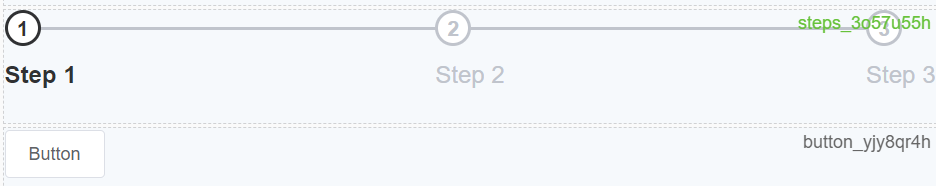 1 2 3 steps_3o57u55h
Step 1 Step 2 Step 3
Button button_yjy8qr4h